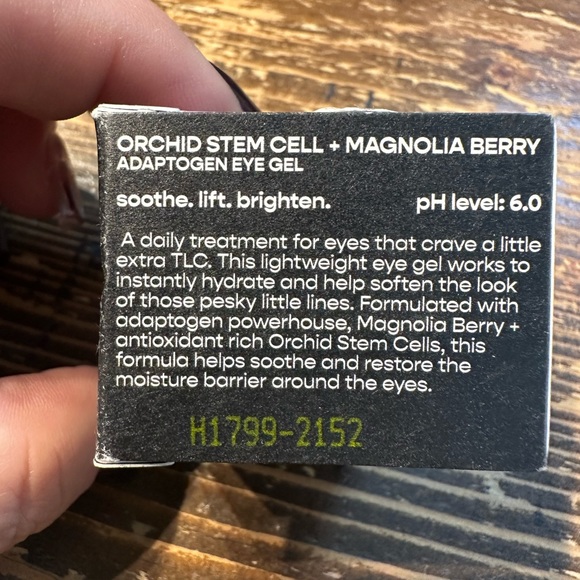 ORCHID STEM CELL + MAGNOLIA BERRY
ADAPTOGEN EYE GEL
soothe. lift. brighten. pH level: 6.0
A daily treatment for eyes that crave a little
extra TLC. This lightweight eye gel works to
instantly hydrate and help soften the look
of those pesky little lines. Formulated with
adaptogen powerhouse, Magnolia Berry +
antioxidant rich Orchid Stem Cells, this
formula helps soothe and restore the
moisture barrier around the eyes.
H1799-2152